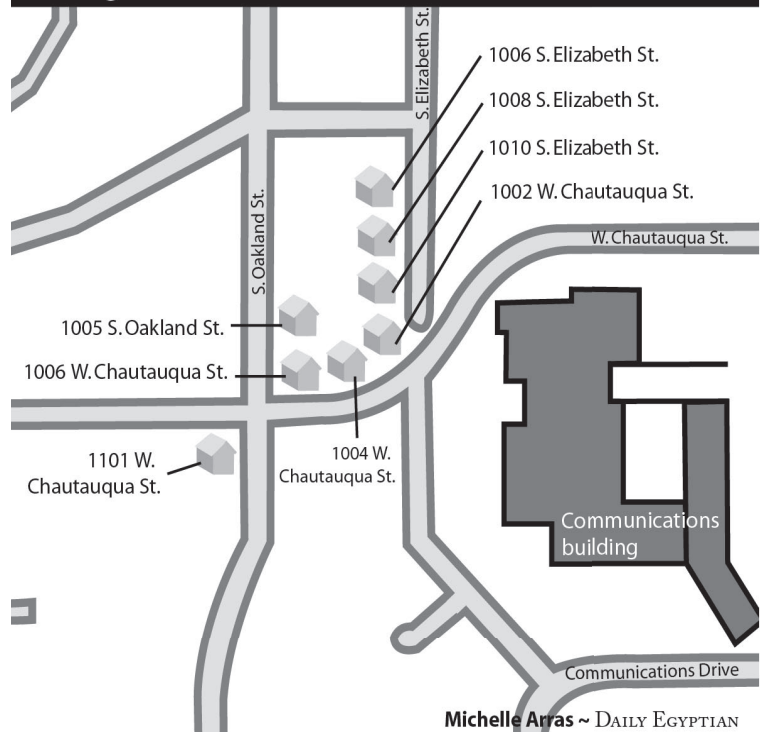 S. Elizabeth St.
1006 S. Elizabeth St.
1008 S. Elizabeth St.
1010 S. Elizabeth St.
1002 W. Chautauqua St.
S. Oakland St.
W. Chautauqua St.
1005 S. Oakland St.
1006 W. Chautauqua St.
1101 W.
Chautauqua St.
1004 W.
Chautauqua St.
Communications
building
Communications Drive
Michelle Arras ~ DAILY EGYPTIAN